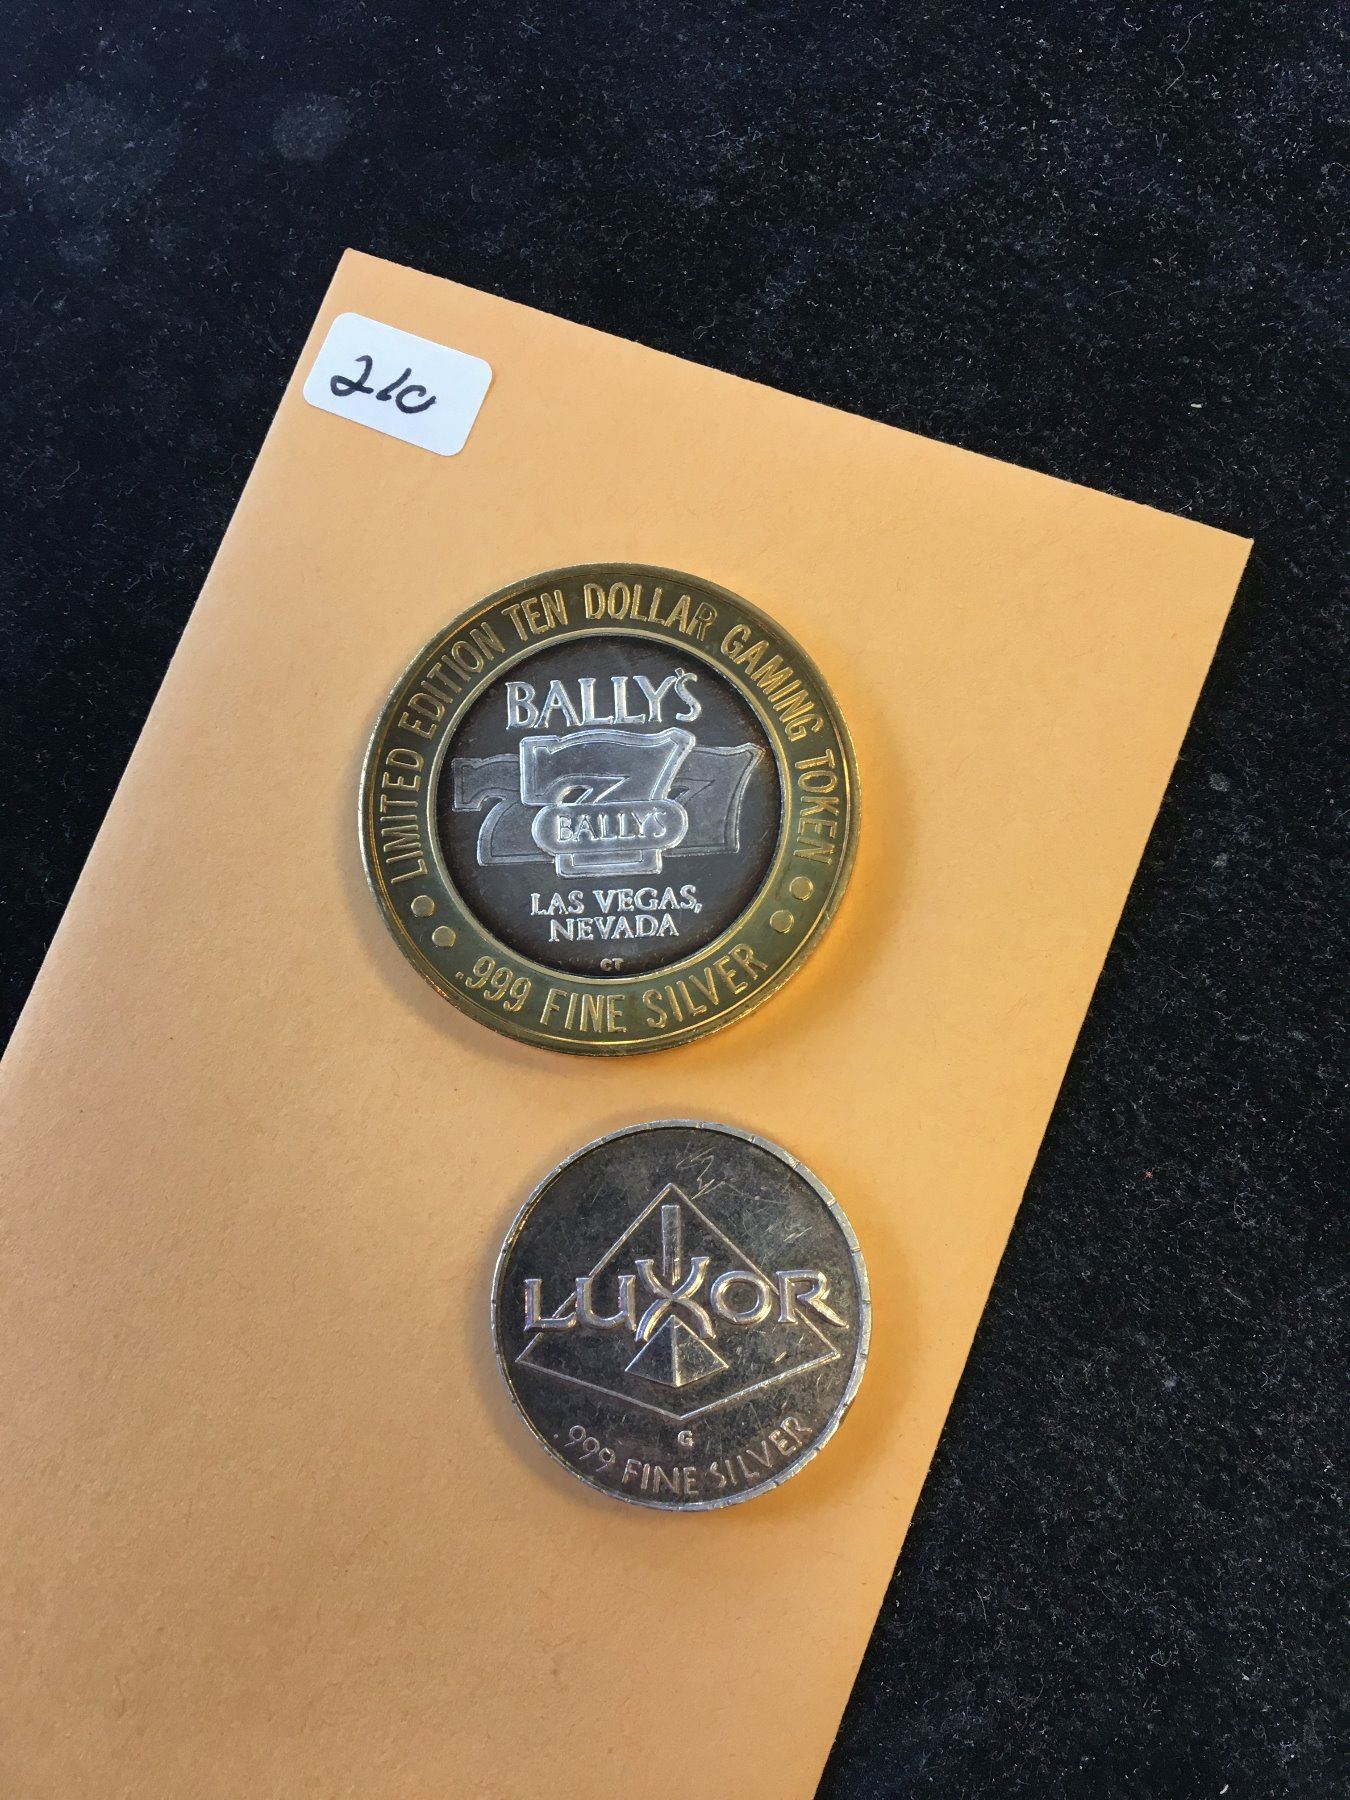 210
LIMITED EDITION TEN DOLLAR GAMING TOKEN
BALLY'S
BALLY'S
LAS VEGAS,
NEVADA
CT
.999 FINE SILVER
LUXOR
G
.999 FINE SILVER